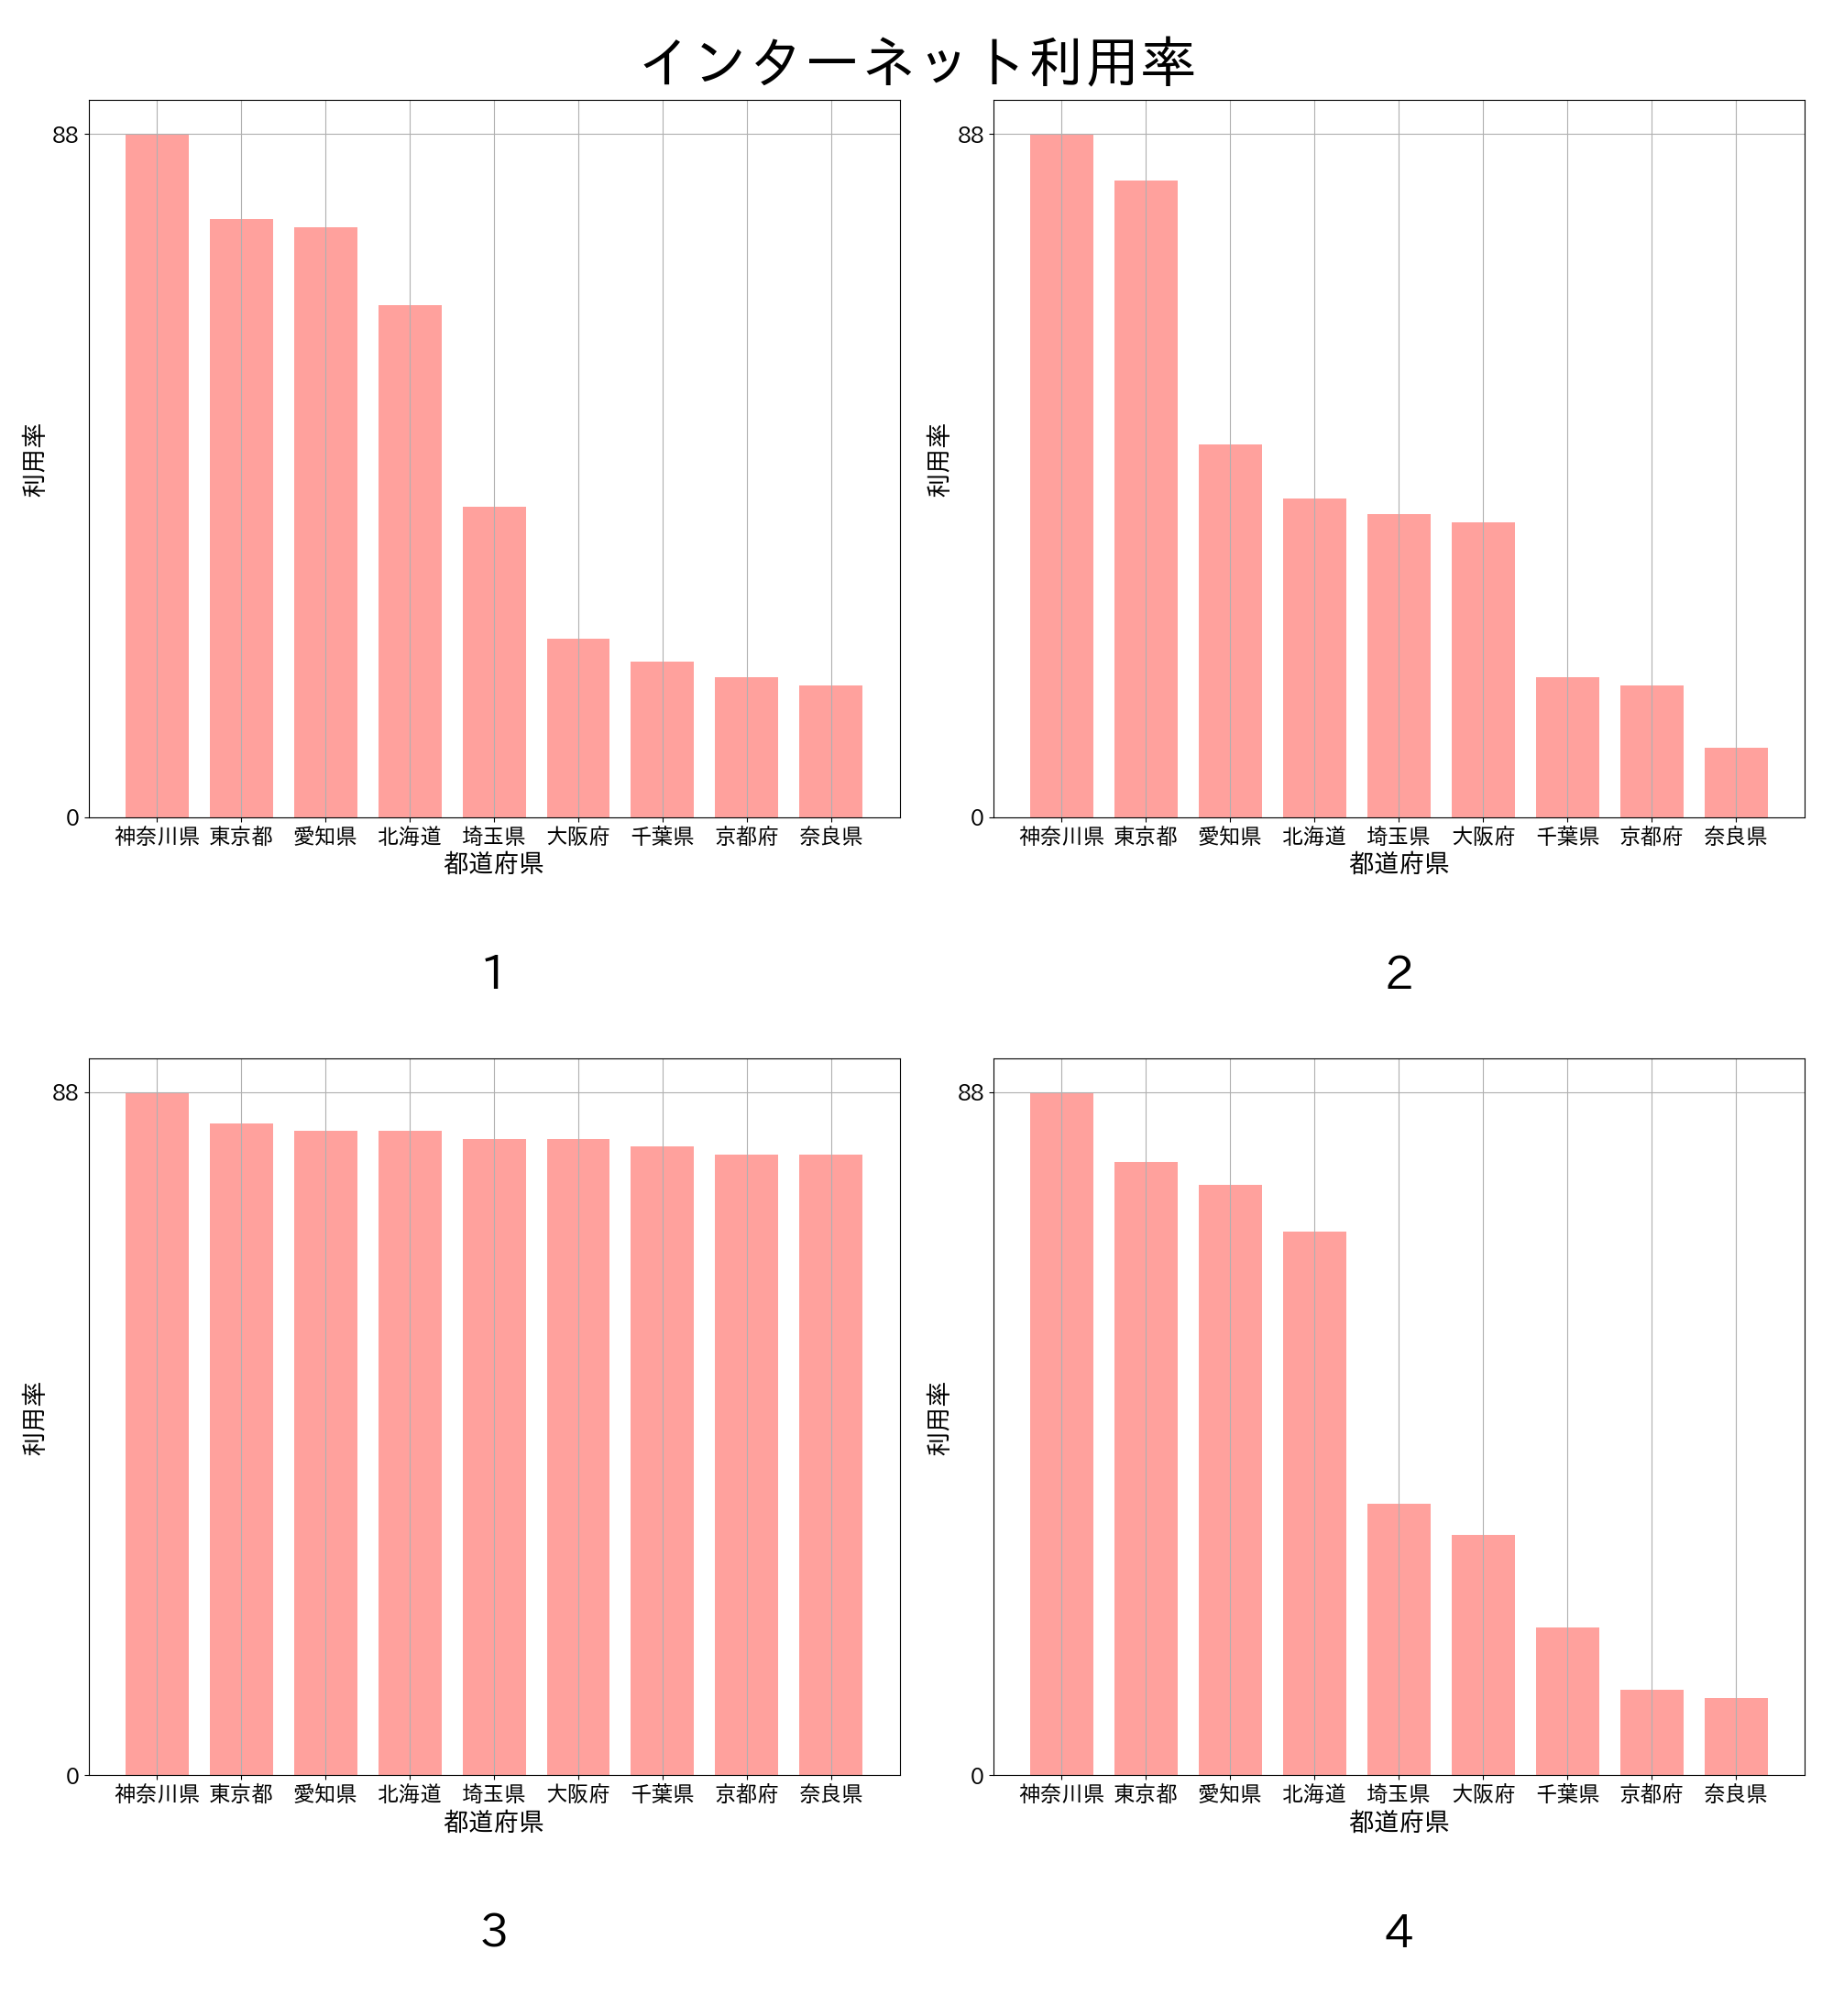 インターネット利用率
88
0
利用率
神奈川県 東京都 愛知県 北海道 埼玉県 大阪府 千葉県 京都府 奈良県
都道府県
1
88
0
利用率
神奈川県 東京都 愛知県 北海道 埼玉県 大阪府 千葉県 京都府 奈良県
都道府県
2
88
0
利用率
神奈川県 東京都 愛知県 北海道 埼玉県 大阪府 千葉県 京都府 奈良県
都道府県
3
88
0
利用率
神奈川県 東京都 愛知県 北海道 埼玉県 大阪府 千葉県 京都府 奈良県
都道府県
4